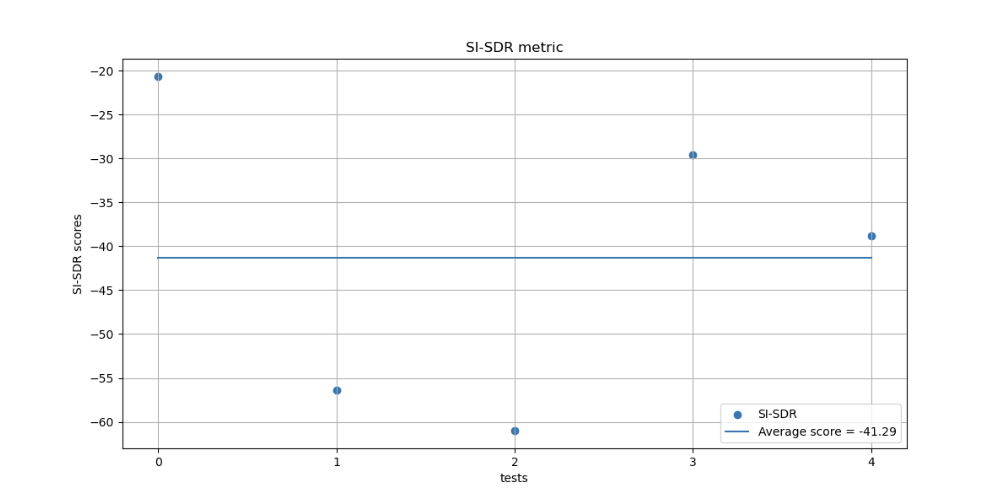 SI-SDR metric
SI-SDR scores
−20
−25
−30
−35
−40
−45
−50
−55
−60
0 1 2 3 4
tests
SI-SDR
Average score = -41.29